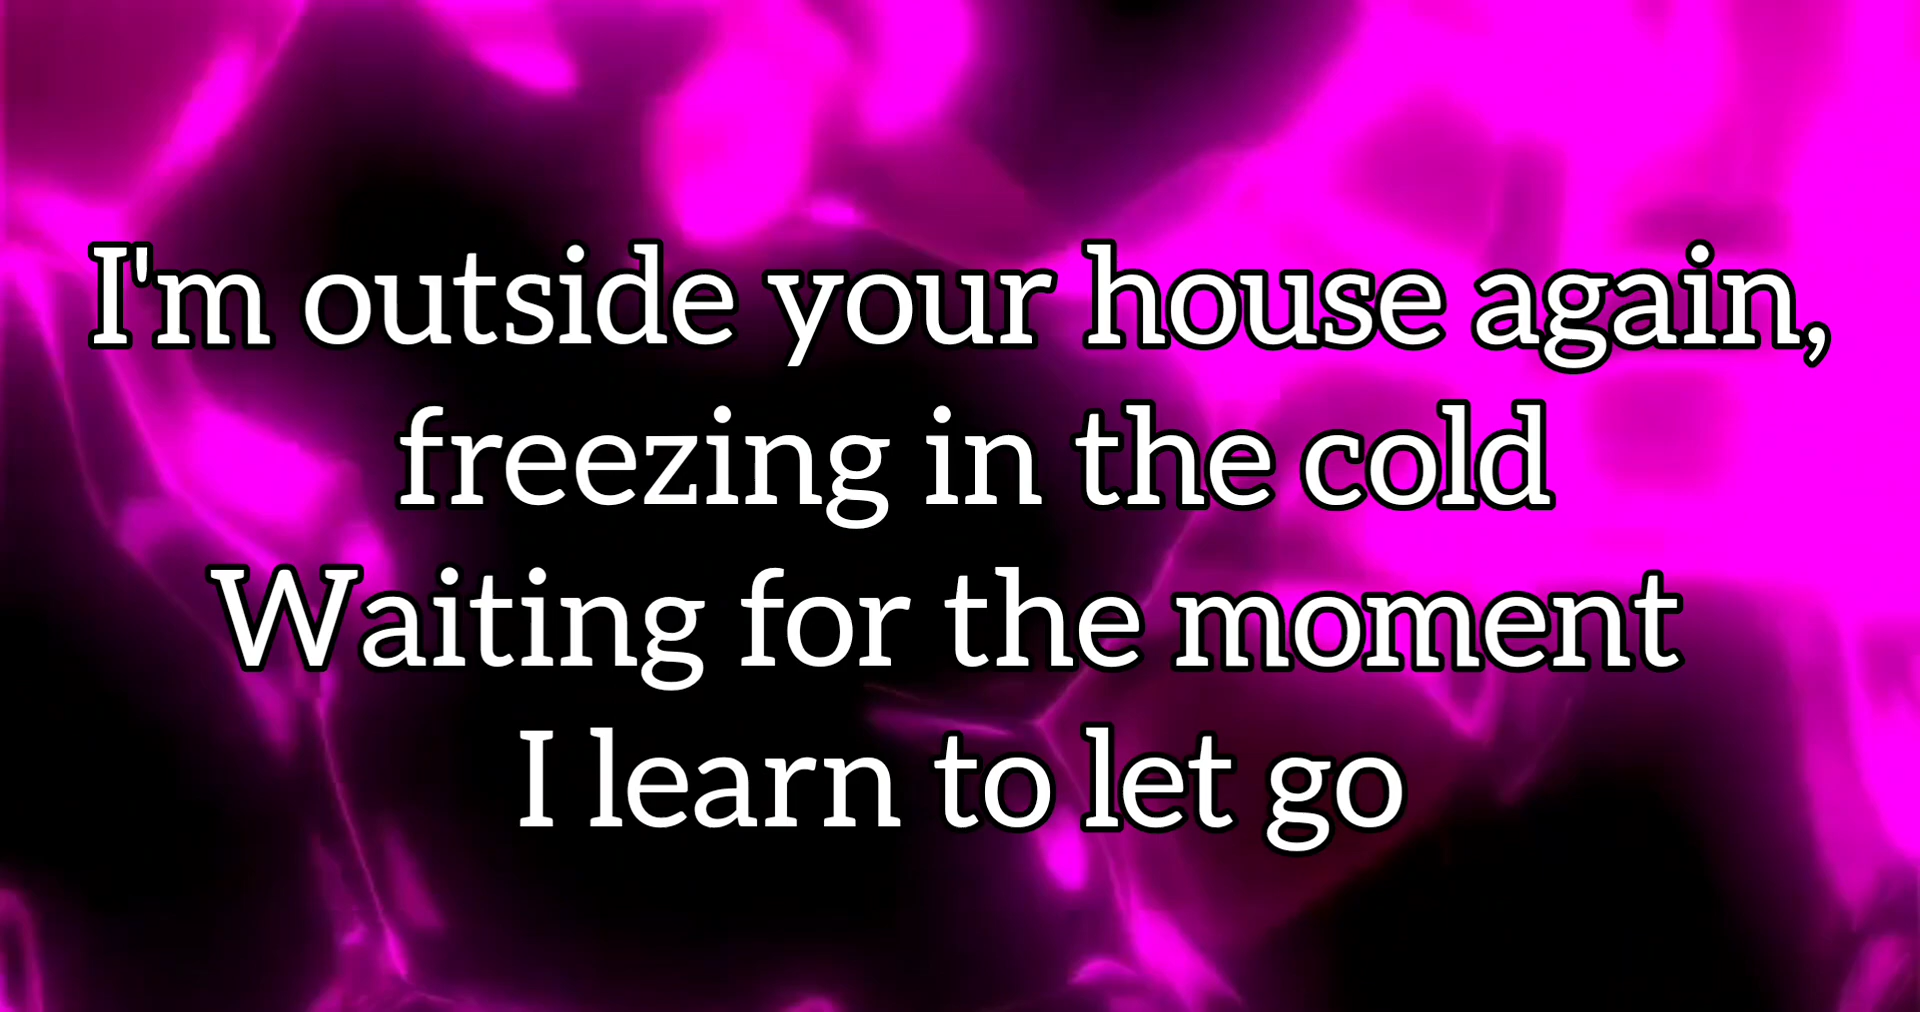 I'm outside your house again,
freezing in the cold
Waiting for the moment
I learn to let go